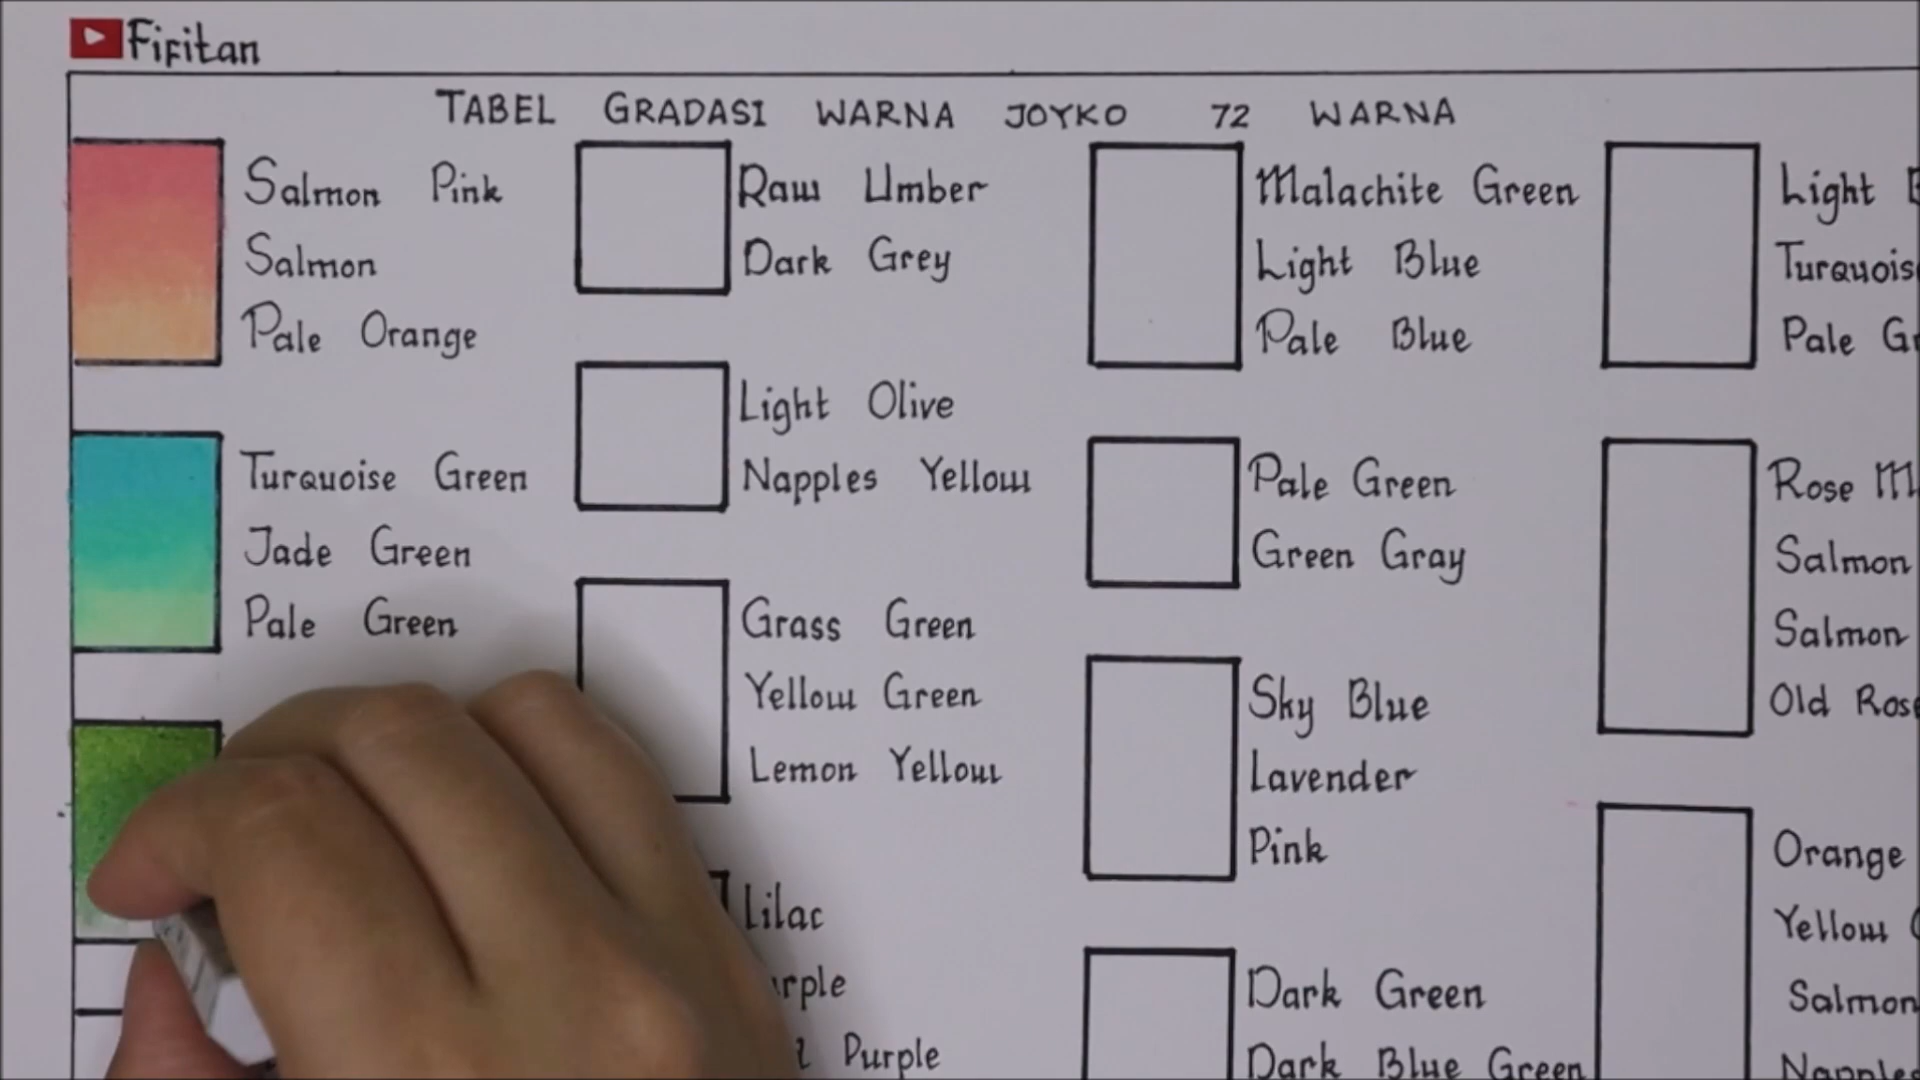 Fifitan
TABEL GRADASI WARNA JOYKO 72 WARNA
Salmon Pink
Salmon
Pale Orange
Turquoise Green
Jade Green
Pale Green
Raw Umber
Dark Grey
Light Olive
Napples Yellow
Grass Green
Yellow Green
Lemon Yellow
Lilac
Purple
Malachite Green
Light Blue
Pale Blue
Pale Green
Green Gray
Sky Blue
Lavender
Pink
Dark Green
Dark Blue Green
Light
Pale
Rose
Salmon
Salmon
Old
Orange
Yellow
Salmon